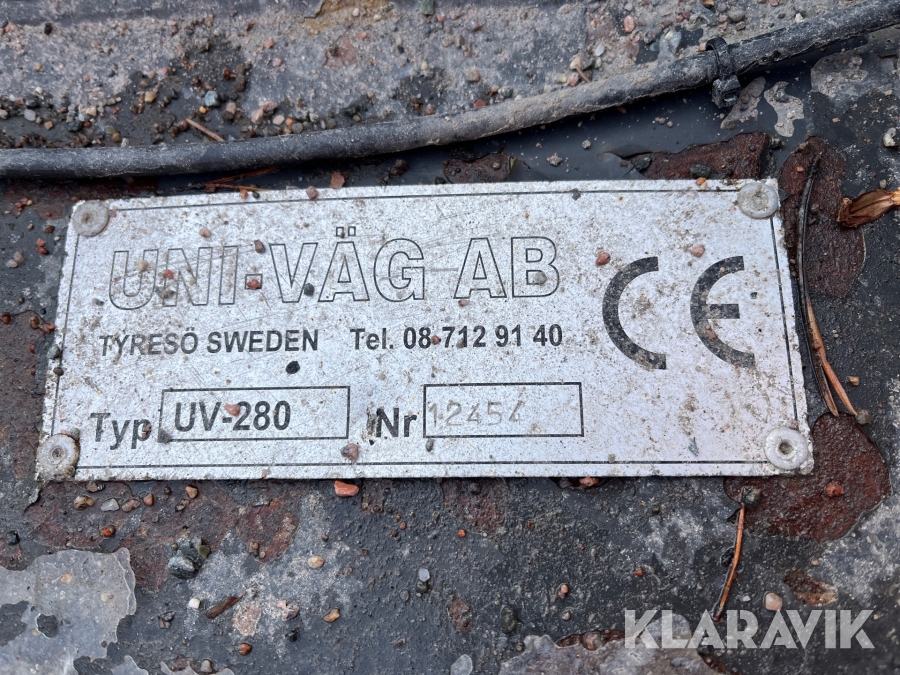 UNI-VÄG AB
TYRESÖ SWEDEN Tel. 08-712 91 40
CE
Typ UV-280 Nr 12454
KLARAVIK